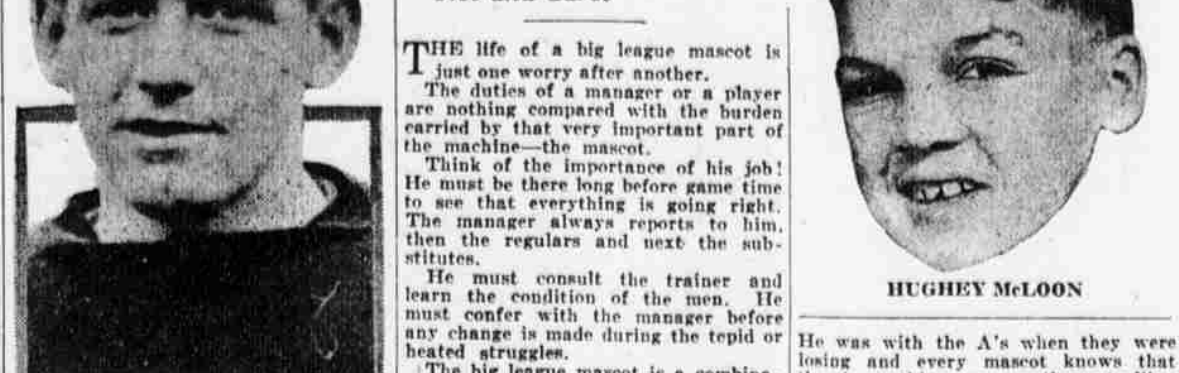 THE life of a big league mascot is
just one worry after another.
The duties of a manager or a player
are nothing compared with the burden
carried by that very important part of
the machine—the mascot.
Think of the importance of his job!
He must be there long before game time
to see that everything is going right.
The manager always reports to him,
then the regulars and next the sub-
stitutes.
He must consult the trainer and
learn the condition of the men. He
must confer with the manager before
any change is made during the tepid or
heated struggles.
The big league mascot is a combine-
HUGHEY McLOON
He was with the A's when they were
losing and every mascot knows that